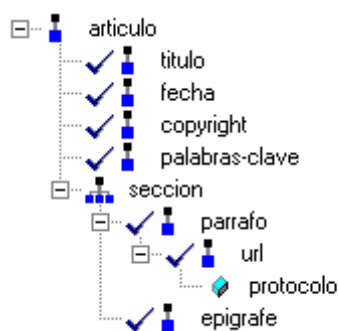 articulo
titulo
fecha
copyright
palabras-clave
seccion
parrafo
url
protocolo
epigrafe